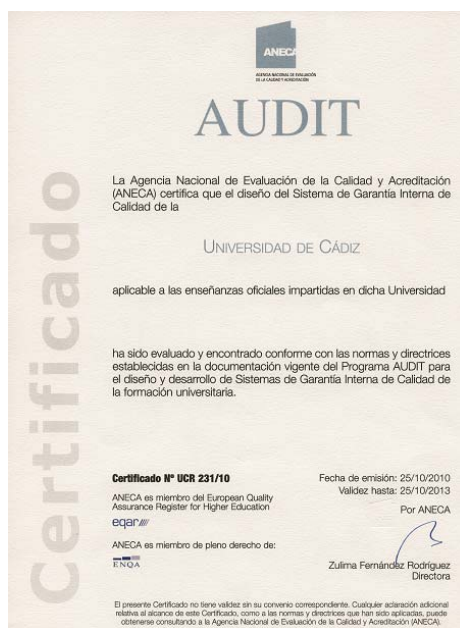 ANECA
AGENCIA NACIONAL DE EVALUACIÓN
DE LA CALIDAD Y ACREDITACIÓN
AUDIT
Certificado
La Agencia Nacional de Evaluación de la Calidad y Acreditación
(ANECA) certifica que el diseño del Sistema de Garantía Interna de
Calidad de la
UNIVERSIDAD DE CÁDIZ
aplicable a las enseñanzas oficiales impartidas en dicha Universidad
ha sido evaluado y encontrado conforme con las normas y directrices
establecidas en la documentación vigente del Programa AUDIT para
el diseño y desarrollo de Sistemas de Garantía Interna de Calidad de
la formación universitaria.
Certificado Nº UCR 231/10
ANECA es miembro del European Quality
Assurance Register for Higher Education
eqar
ANECA es miembro de pleno derecho de:
ENQA
Fecha de emisión: 25/10/2010
Validez hasta: 25/10/2013
Por ANECA
Zulima Fernández Rodríguez
Directora
El presente Certificado no tiene validez sin su convenio correspondiente. Cualquier aclaración adicional
relativa al alcance de este Certificado, como a las normas y directrices que han sido aplicadas, puede
obtenerse consultando a la Agencia Nacional de Evaluación de la Calidad y Acreditación (ANECA).